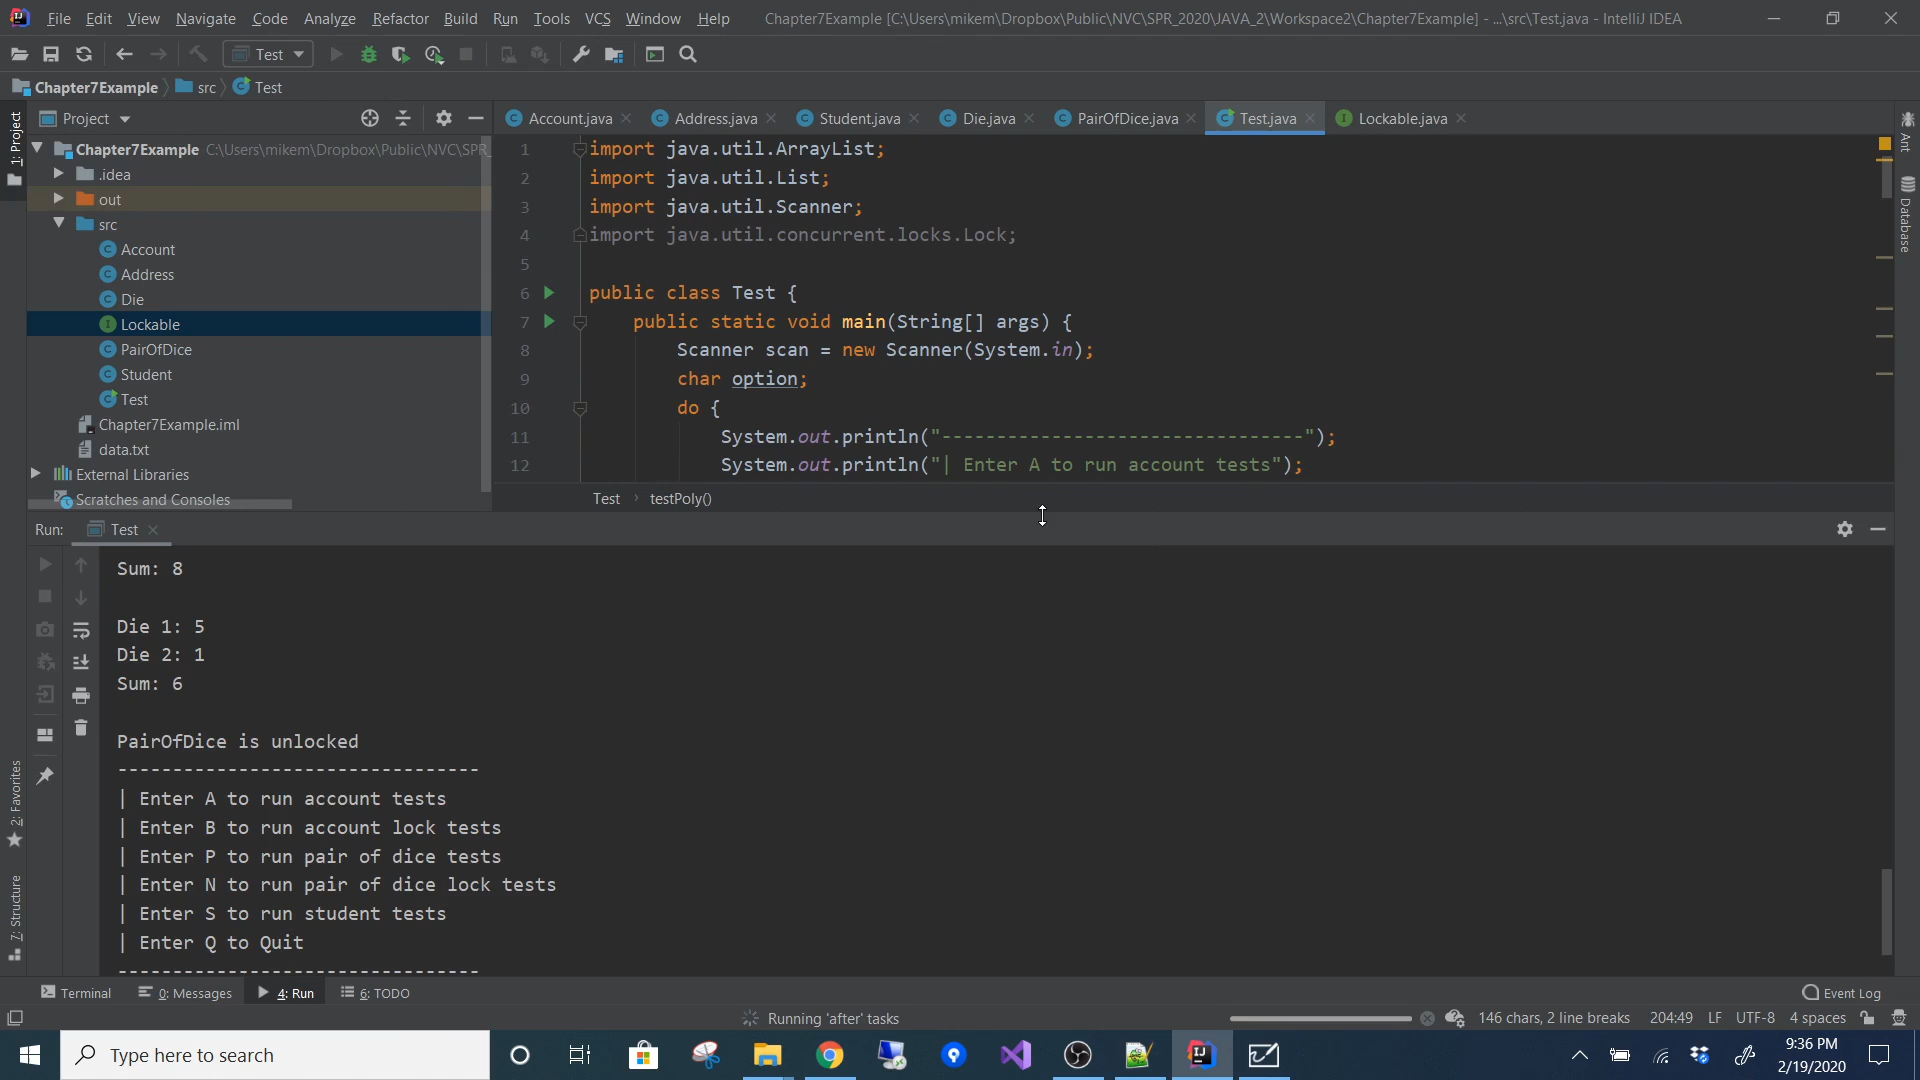 File Edit View Navigate Code Analyze Refactor Build Run Tools VCS Window Help Chapter7Example [C:\Users\mikem\Dropbox\Public\NVC\SPR_2020\JAVA_2\Workspace2\Chapter7Example] - ...\src\Test.java - IntelliJ IDEA
Test
Chapter7Example src Test
Project
Account.java Address.java Student.java Die.java PairOfDice.java Test.java Lockable.java
1: Project
Chapter7Example C:\Users\mikem\Dropbox\Public\NVC\SPR_
.idea
out
src
Account
Address
Die
Lockable
PairOfDice
Student
Test
Chapter7Example.iml
data.txt
External Libraries
Scratches and Consoles
1 import java.util.ArrayList;
2 import java.util.List;
3 import java.util.Scanner;
4 import java.util.concurrent.locks.Lock;
5
6 public class Test {
7 public static void main(String[] args) {
8 Scanner scan = new Scanner(System.in);
9 char option;
10 do {
11 System.out.println("---------------------------------");
12 System.out.println("| Enter A to run account tests");
Test testPoly()
Ant
Database
Run: Test
Sum: 8
Die 1: 5
Die 2: 1
Sum: 6
PairOfDice is unlocked
---------------------------------
| Enter A to run account tests
| Enter B to run account lock tests
| Enter P to run pair of dice tests
| Enter N to run pair of dice lock tests
| Enter S to run student tests
| Enter Q to Quit
---------------------------------
2: Favorites
7: Structure
Terminal 0: Messages 4: Run 6: TODO Event Log
Running 'after' tasks 146 chars, 2 line breaks 204:49 LF UTF-8 4 spaces
Type here to search
9:36 PM
2/19/2020